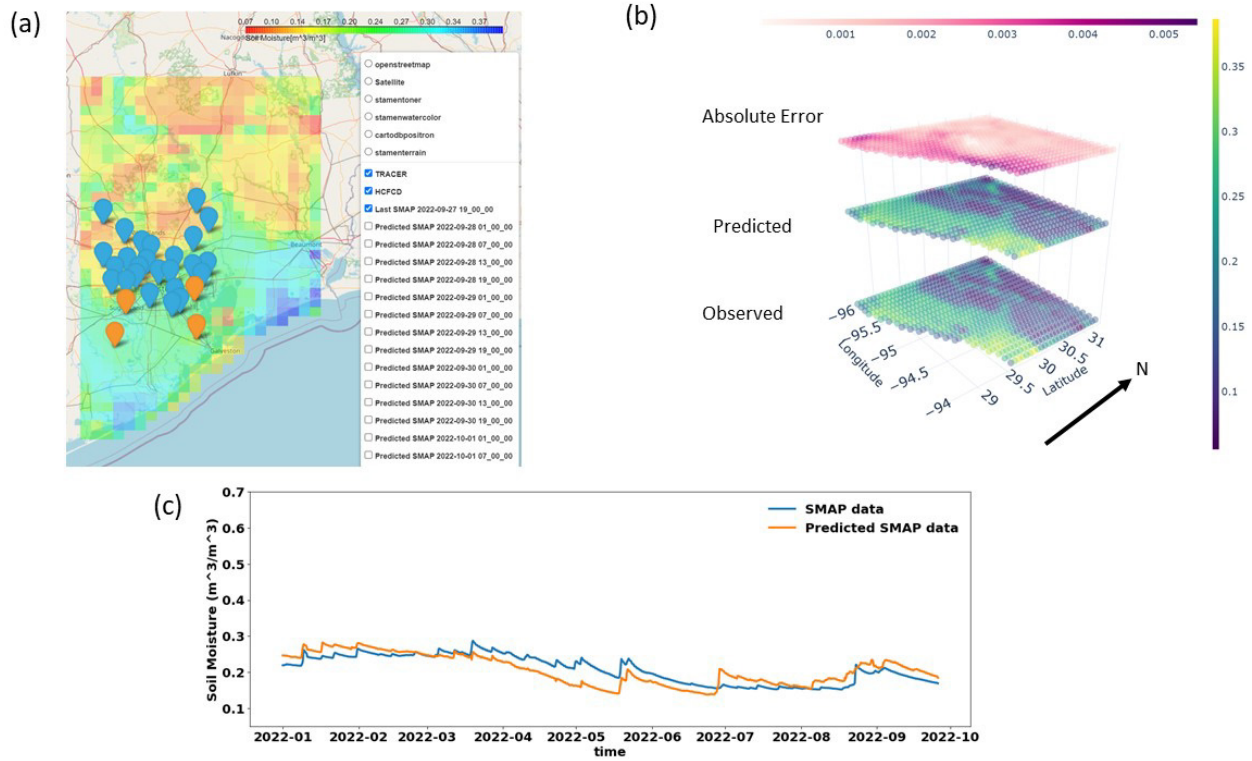 (a)
0.07 0.10 0.14 0.17 0.20 0.24 0.27 0.30 0.34 0.37
Soil Moisture[m^3/m^3]
Lufkin
openstreetmap
Satellite
stamentoner
stamenwatercolor
cartodbpositron
stamenterrain
TRACER
HCFCD
Last SMAP 2022-09-27 19_00_00
Predicted SMAP 2022-09-28 01_00_00
Predicted SMAP 2022-09-28 07_00_00
Predicted SMAP 2022-09-28 13_00_00
Predicted SMAP 2022-09-28 19_00_00
Predicted SMAP 2022-09-29 01_00_00
Predicted SMAP 2022-09-29 07_00_00
Predicted SMAP 2022-09-29 13_00_00
Predicted SMAP 2022-09-29 19_00_00
Predicted SMAP 2022-09-30 01_00_00
Predicted SMAP 2022-09-30 07_00_00
Predicted SMAP 2022-09-30 13_00_00
Predicted SMAP 2022-09-30 19_00_00
Predicted SMAP 2022-10-01 01_00_00
Predicted SMAP 2022-10-01 07_00_00
Beaumont
Galveston
(b)
0.001 0.002 0.003 0.004 0.005
0.35
0.3
0.25
0.2
0.15
0.1
Absolute Error
Predicted
Observed
−96
−95.5
−95
−94.5
−94
Longitude
29
29.5
30
30.5
31
Latitude
N
(c)
0.7
0.6
0.5
0.4
0.3
0.2
0.1
Soil Moisture (m^3/m^3)
SMAP data
Predicted SMAP data
2022-01 2022-02 2022-03 2022-04 2022-05 2022-06 2022-07 2022-08 2022-09 2022-10
time